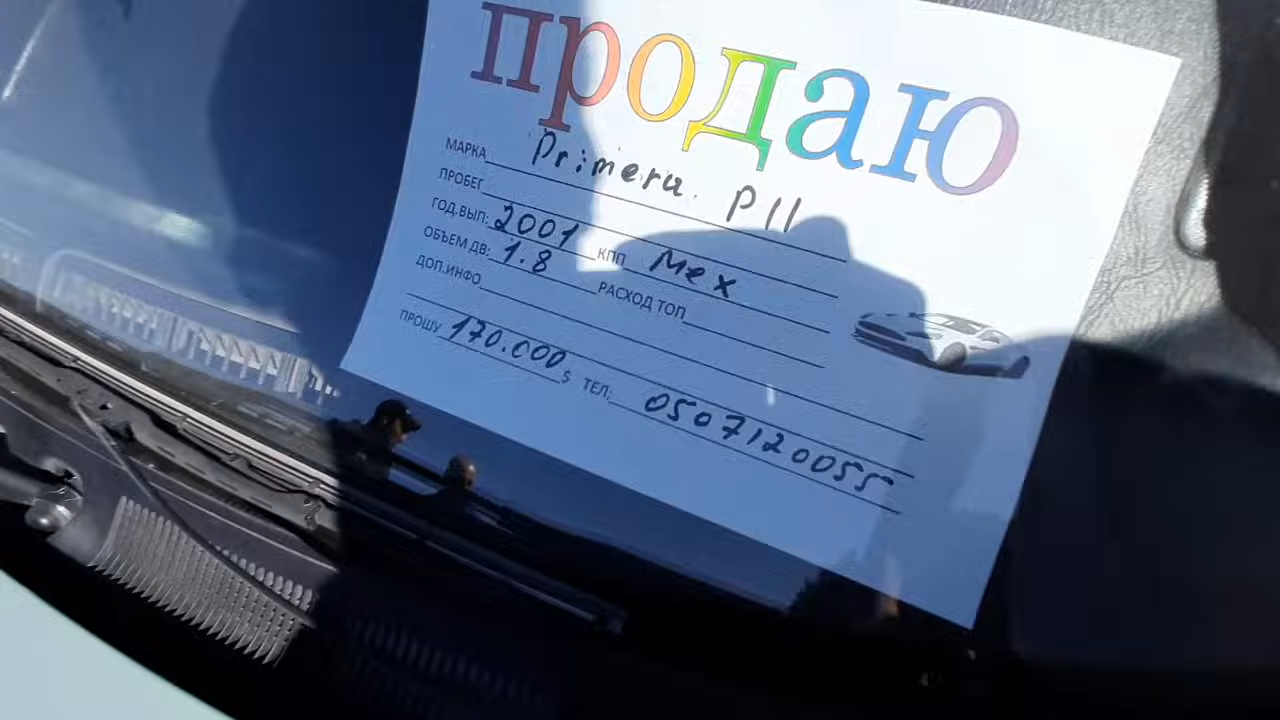 продаю
МАРКА Primera P11
ПРОБЕГ
ГОД.ВЫП: 2001 КПП Мех
ОБЪЕМ ДВ: 1.8 РАСХОД ТОП
ДОП.ИНФО
ПРОШУ 170.000 $ ТЕЛ: 0507120055